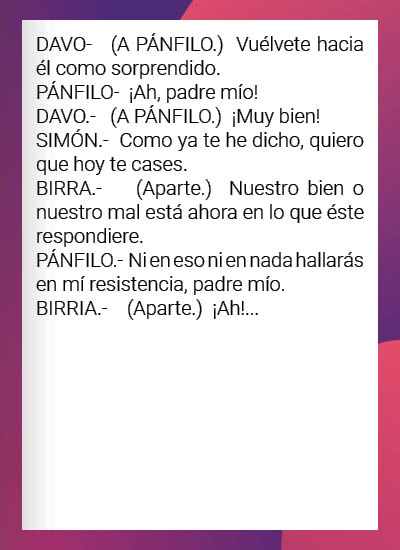 DAVO- (A PÁNFILO.) Vuélvete hacia
él como sorprendido.
PÁNFILO- ¡Ah, padre mío!
DAVO.- (A PÁNFILO.) ¡Muy bien!
SIMÓN.- Como ya te he dicho, quiero
que hoy te cases.
BIRRA.- (Aparte.) Nuestro bien o
nuestro mal está ahora en lo que éste
respondiere.
PÁNFILO.- Ni en eso ni en nada hallarás
en mí resistencia, padre mío.
BIRRIA.- (Aparte.) ¡Ah!...